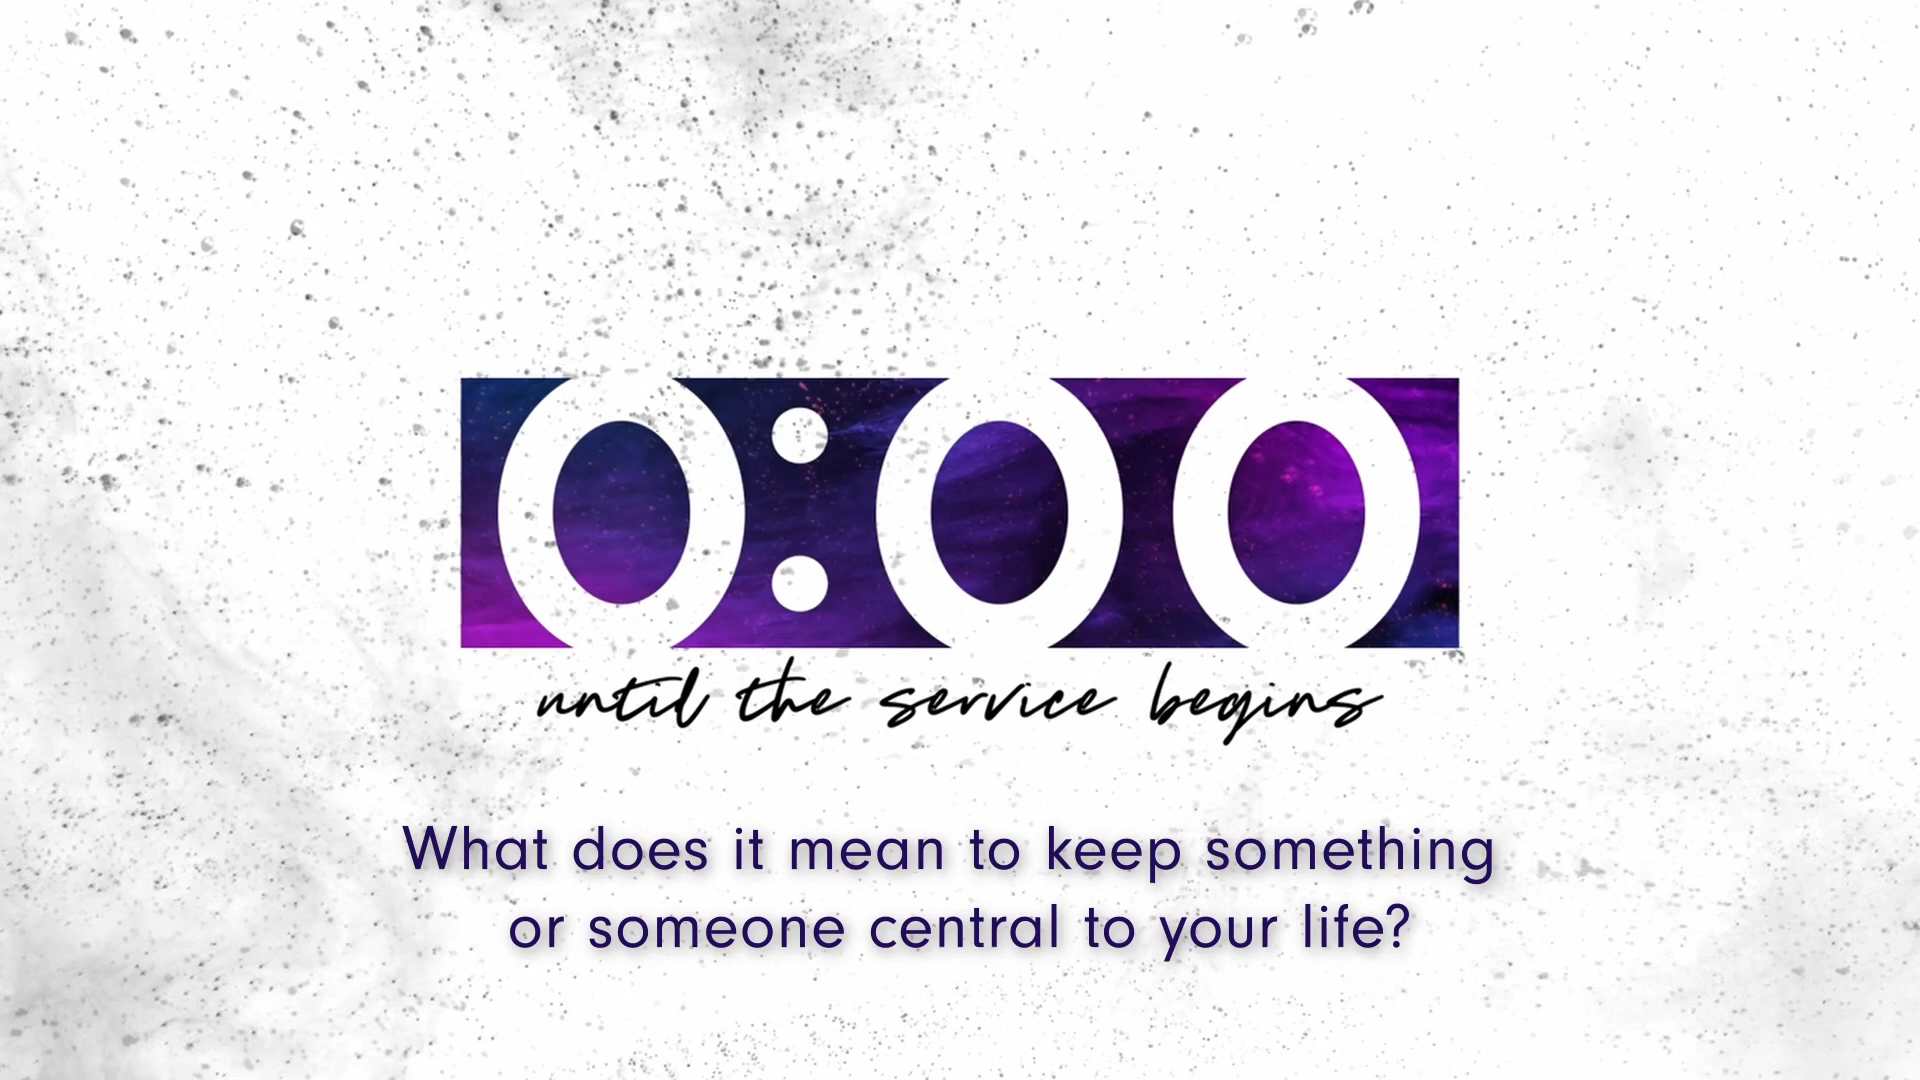 0:00
until the service begins
What does it mean to keep something
or someone central to your life?